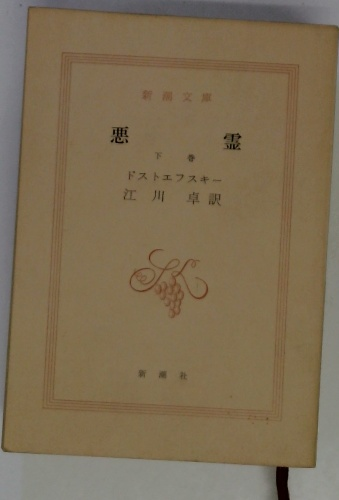 新潮文庫
悪霊
下巻
ドストエフスキー
江川卓訳
新潮社